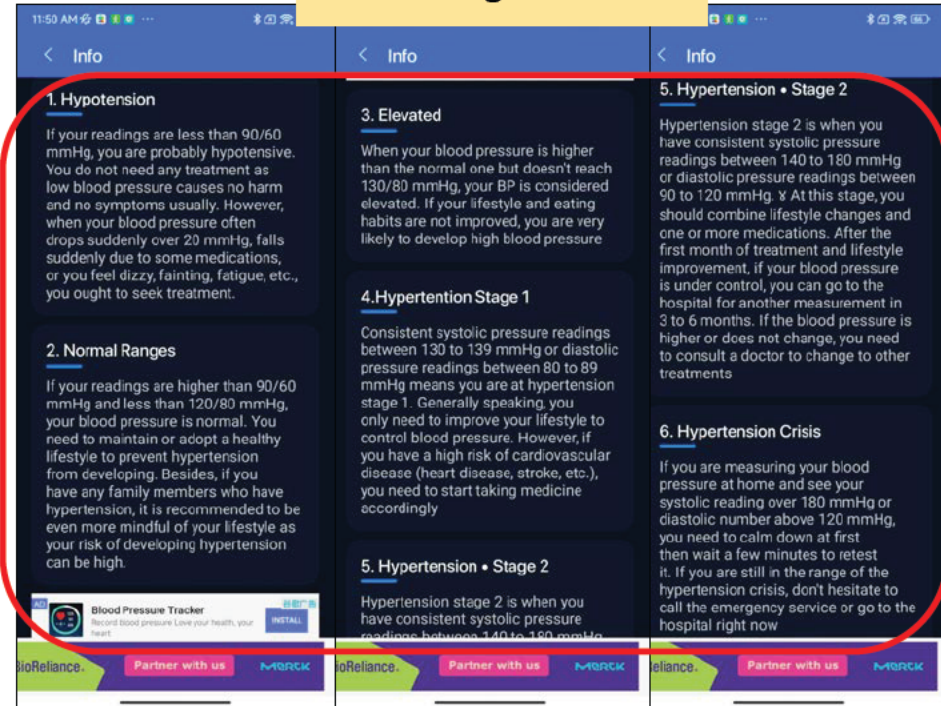 11:50 AM
Info
1. Hypotension
If your readings are less than 90/60
mmHg, you are probably hypotensive.
You do not need any treatment as
low blood pressure causes no harm
and no symptoms usually. However,
when your blood pressure often
drops suddenly over 20 mmHg, falls
suddenly due to some medications,
or you feel dizzy, fainting, fatigue, etc.,
you ought to seek treatment.
2. Normal Ranges
If your readings are higher than 90/60
mmHg and less than 120/80 mmHg,
your blood pressure is normal. You
need to maintain or adopt a healthy
lifestyle to prevent hypertension
from developing. Besides, if you
have any family members who have
hypertension, it is recommended to be
even more mindful of your lifestyle as
your risk of developing hypertension
can be high.
AD
Blood Pressure Tracker
Record blood pressure Love your health, your
heart
INSTALL
BioReliance.
Partner with us
MERCK
Info
3. Elevated
When your blood pressure is higher
than the normal one but doesn't reach
130/80 mmHg, your BP is considered
elevated. If your lifestyle and eating
habits are not improved, you are very
likely to develop high blood pressure
4.Hypertention Stage 1
Consistent systolic pressure readings
between 130 to 139 mmHg or diastolic
pressure readings between 80 to 89
mmHg means you are at hypertension
stage 1. Generally speaking, you
only need to improve your lifestyle to
control blood pressure. However, if
you have a high risk of cardiovascular
disease (heart disease, stroke, etc.),
you need to start taking medicine
accordingly
5. Hypertension • Stage 2
Hypertension stage 2 is when you
have consistent systolic pressure
readings between 140 to 180 mmHg
ioReliance.
Partner with us
MERCK
Info
5. Hypertension • Stage 2
Hypertension stage 2 is when you
have consistent systolic pressure
readings between 140 to 180 mmHg
or diastolic pressure readings between
90 to 120 mmHg. ४ At this stage, you
should combine lifestyle changes and
one or more medications. After the
first month of treatment and lifestyle
improvement, if your blood pressure
is under control, you can go to the
hospital for another measurement in
3 to 6 months. If the blood pressure is
higher or does not change, you need
to consult a doctor to change to other
treatments
6. Hypertension Crisis
If you are measuring your blood
pressure at home and see your
systolic reading over 180 mmHg or
diastolic number above 120 mmHg,
you need to calm down at first
then wait a few minutes to retest
it. If you are still in the range of the
hypertension crisis, don't hesitate to
call the emergency service or go to the
hospital right now
eliance.
Partner with us
MERCK